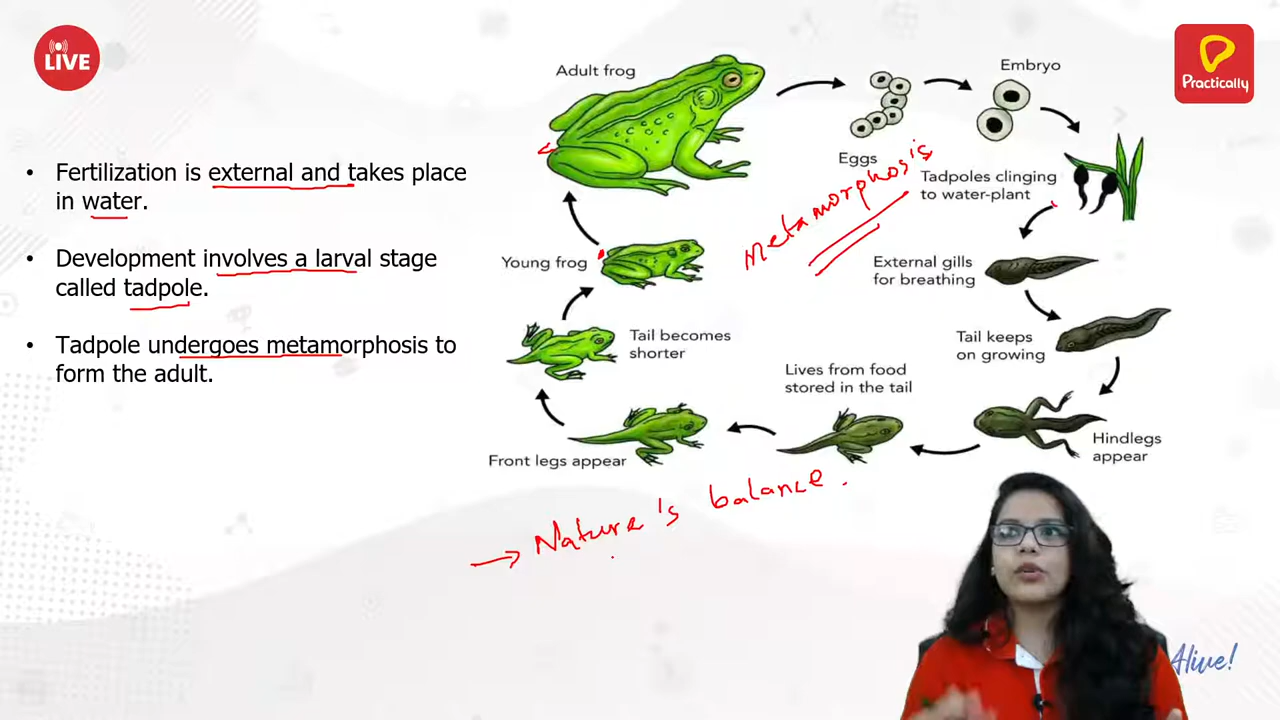 LIVE
Practically
• Fertilization is external and takes place
in water.
• Development involves a larval stage
called tadpole.
• Tadpole undergoes metamorphosis to
form the adult.
Adult frog
Eggs
Embryo
Tadpoles clinging
to water-plant
External gills
for breathing
Tail keeps
on growing
Hindlegs
appear
Lives from food
stored in the tail
Front legs appear
Tail becomes
shorter
Young frog
Metamorphosis
→ Nature's balance.
Alive!